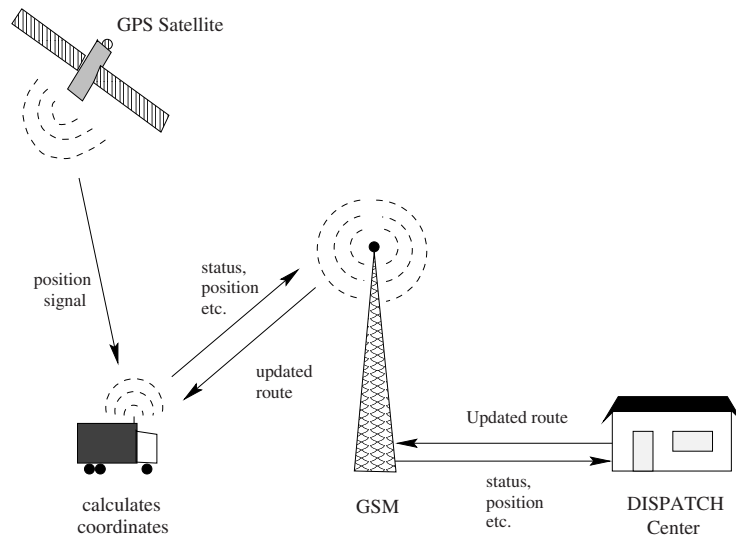 GPS Satellite
position
signal
status,
position
etc.
updated
route
calculates
coordinates
GSM
Updated route
status,
position
etc.
DISPATCH
Center